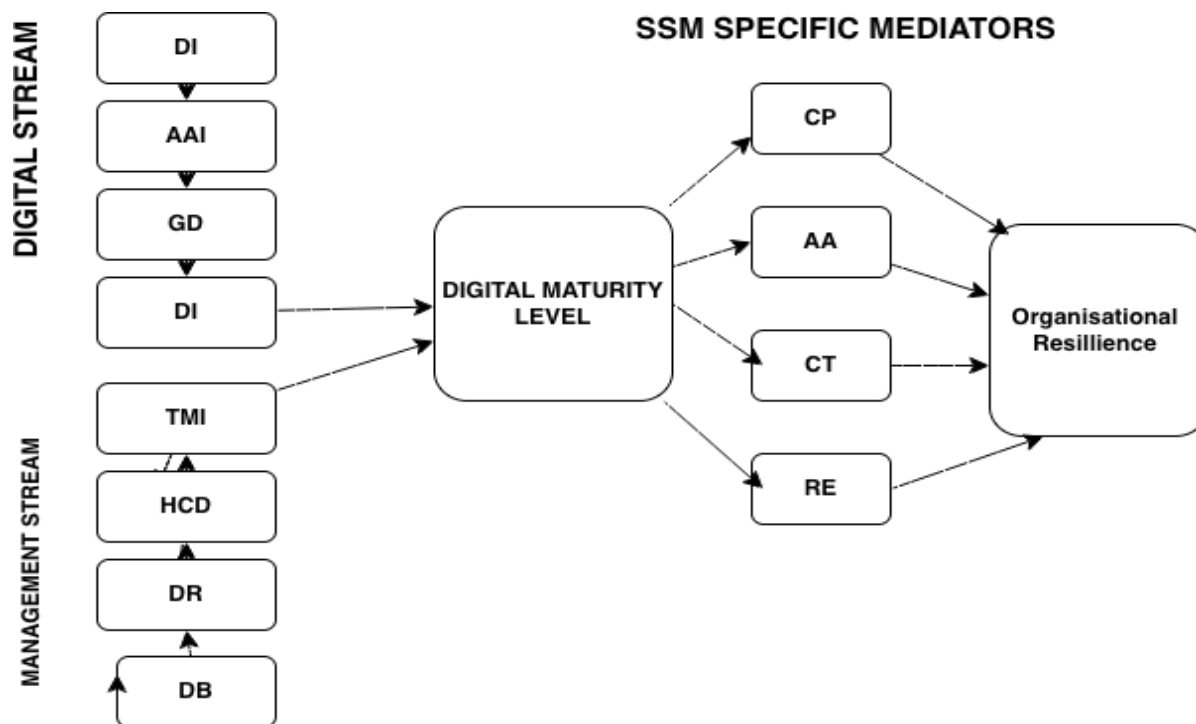 DIGITAL STREAM
DI
AAI
GD
DI
MANAGEMENT STREAM
TMI
HCD
DR
DB
DIGITAL MATURITY
LEVEL
SSM SPECIFIC MEDIATORS
CP
AA
CT
RE
Organisational
Resillience